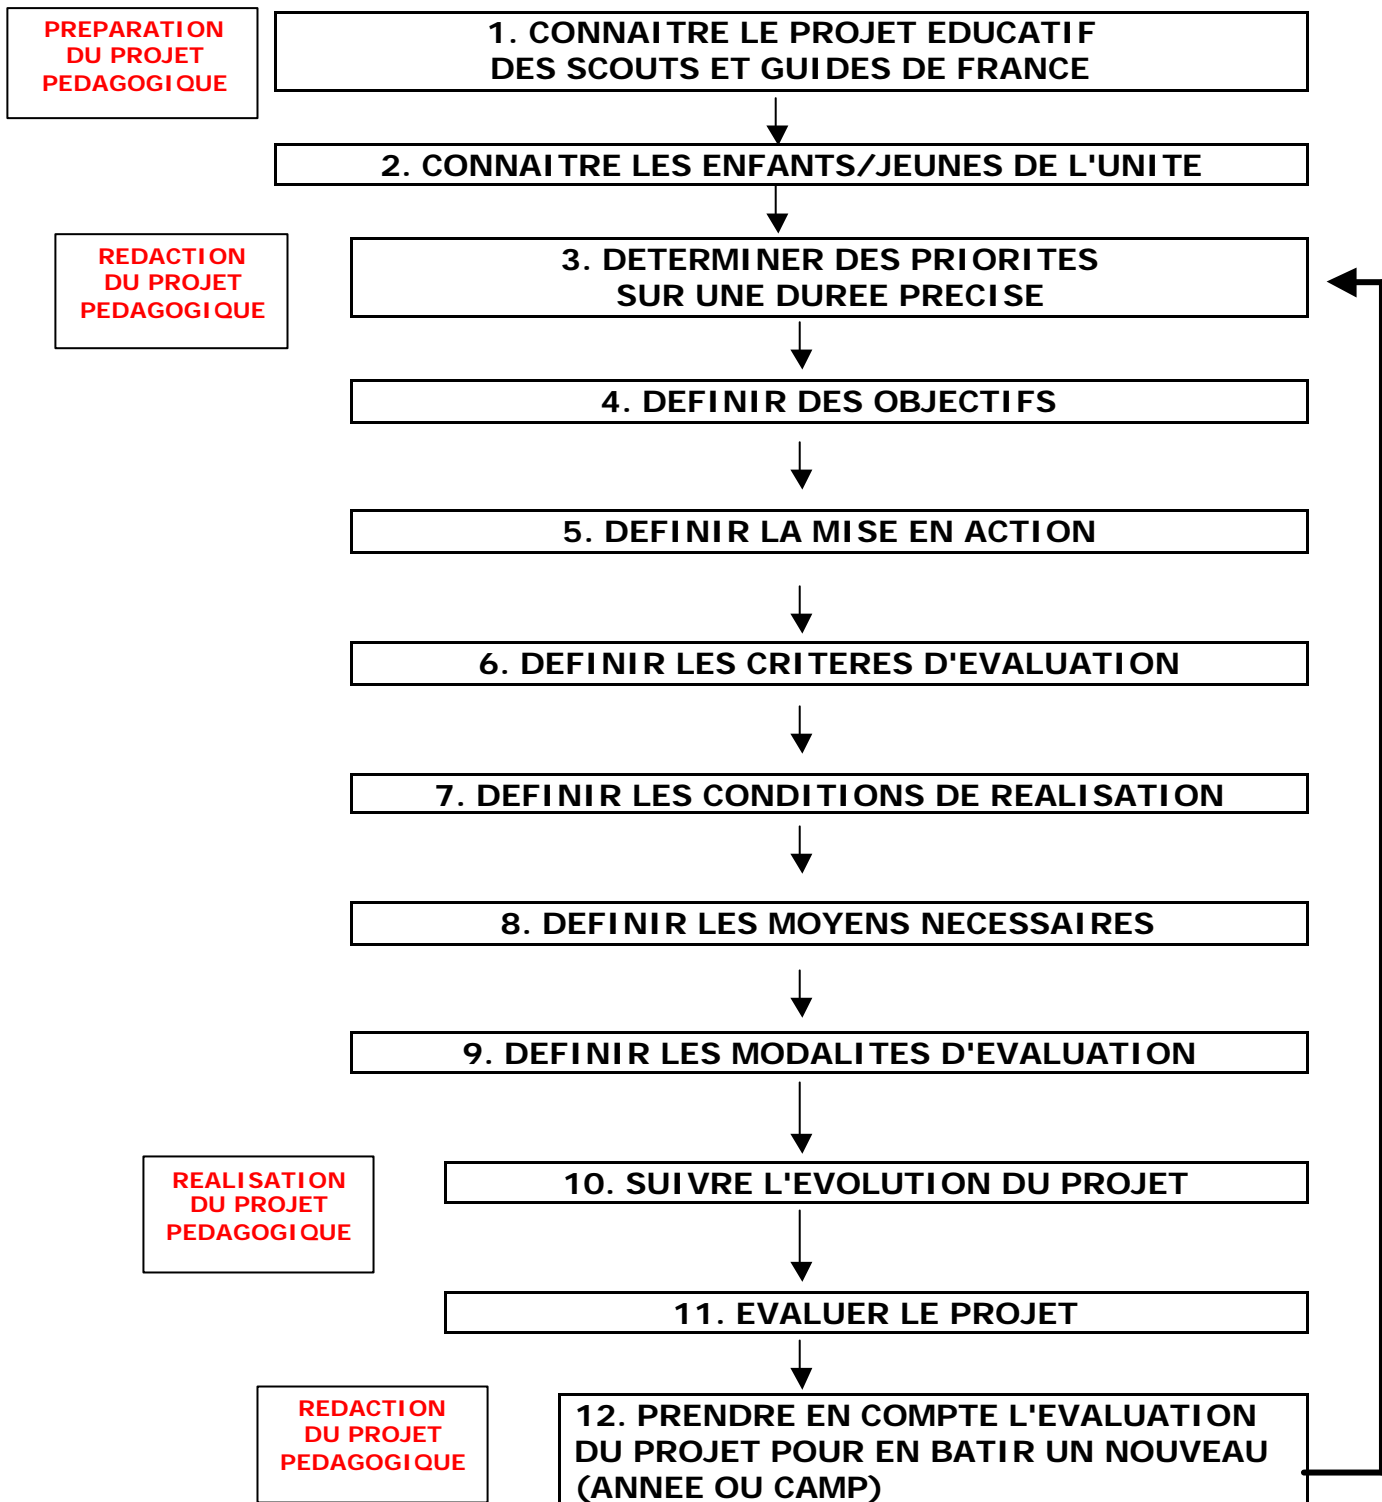 PREPARATION
DU PROJET
PEDAGOGIQUE
1. CONNAITRE LE PROJET EDUCATIF
DES SCOUTS ET GUIDES DE FRANCE
2. CONNAITRE LES ENFANTS/JEUNES DE L'UNITE
REDACTION
DU PROJET
PEDAGOGIQUE
3. DETERMINER DES PRIORITES
SUR UNE DUREE PRECISE
4. DEFINIR DES OBJECTIFS
5. DEFINIR LA MISE EN ACTION
6. DEFINIR LES CRITERES D'EVALUATION
7. DEFINIR LES CONDITIONS DE REALISATION
8. DEFINIR LES MOYENS NECESSAIRES
9. DEFINIR LES MODALITES D'EVALUATION
REALISATION
DU PROJET
PEDAGOGIQUE
10. SUIVRE L'EVOLUTION DU PROJET
11. EVALUER LE PROJET
REDACTION
DU PROJET
PEDAGOGIQUE
12. PRENDRE EN COMPTE L'EVALUATION
DU PROJET POUR EN BATIR UN NOUVEAU
(ANNEE OU CAMP)